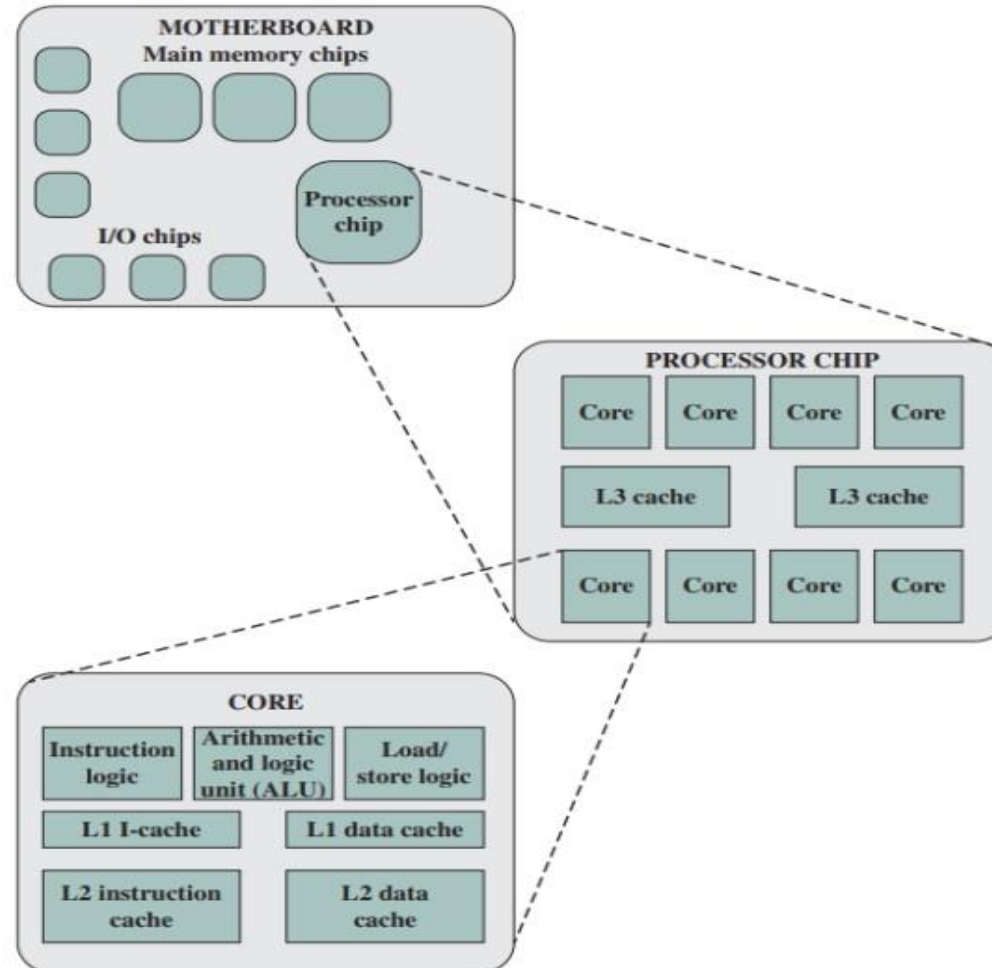 MOTHERBOARD
Main memory chips
Processor
chip
I/O chips
PROCESSOR CHIP
Core
Core
Core
Core
L3 cache
L3 cache
Core
Core
Core
Core
CORE
Instruction
logic
Arithmetic
and logic
unit (ALU)
Load/
store logic
L1 I-cache
L1 data cache
L2 instruction
cache
L2 data
cache